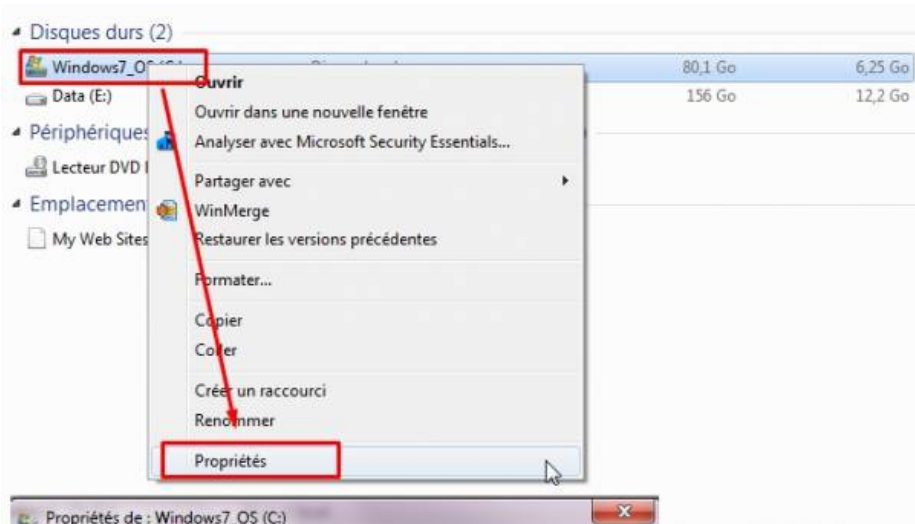 Disques durs (2)
Windows7_OS (C:)
80,1 Go
6,25 Go
Data (E:)
156 Go
12,2 Go
Périphériques
Lecteur DVD
Emplacemen
My Web Sites
Ouvrir
Ouvrir dans une nouvelle fenêtre
Analyser avec Microsoft Security Essentials...
Partager avec
WinMerge
Restaurer les versions précédentes
Formater...
Copier
Coller
Créer un raccourci
Renommer
Propriétés
Propriétés de : Windows7_OS (C:)